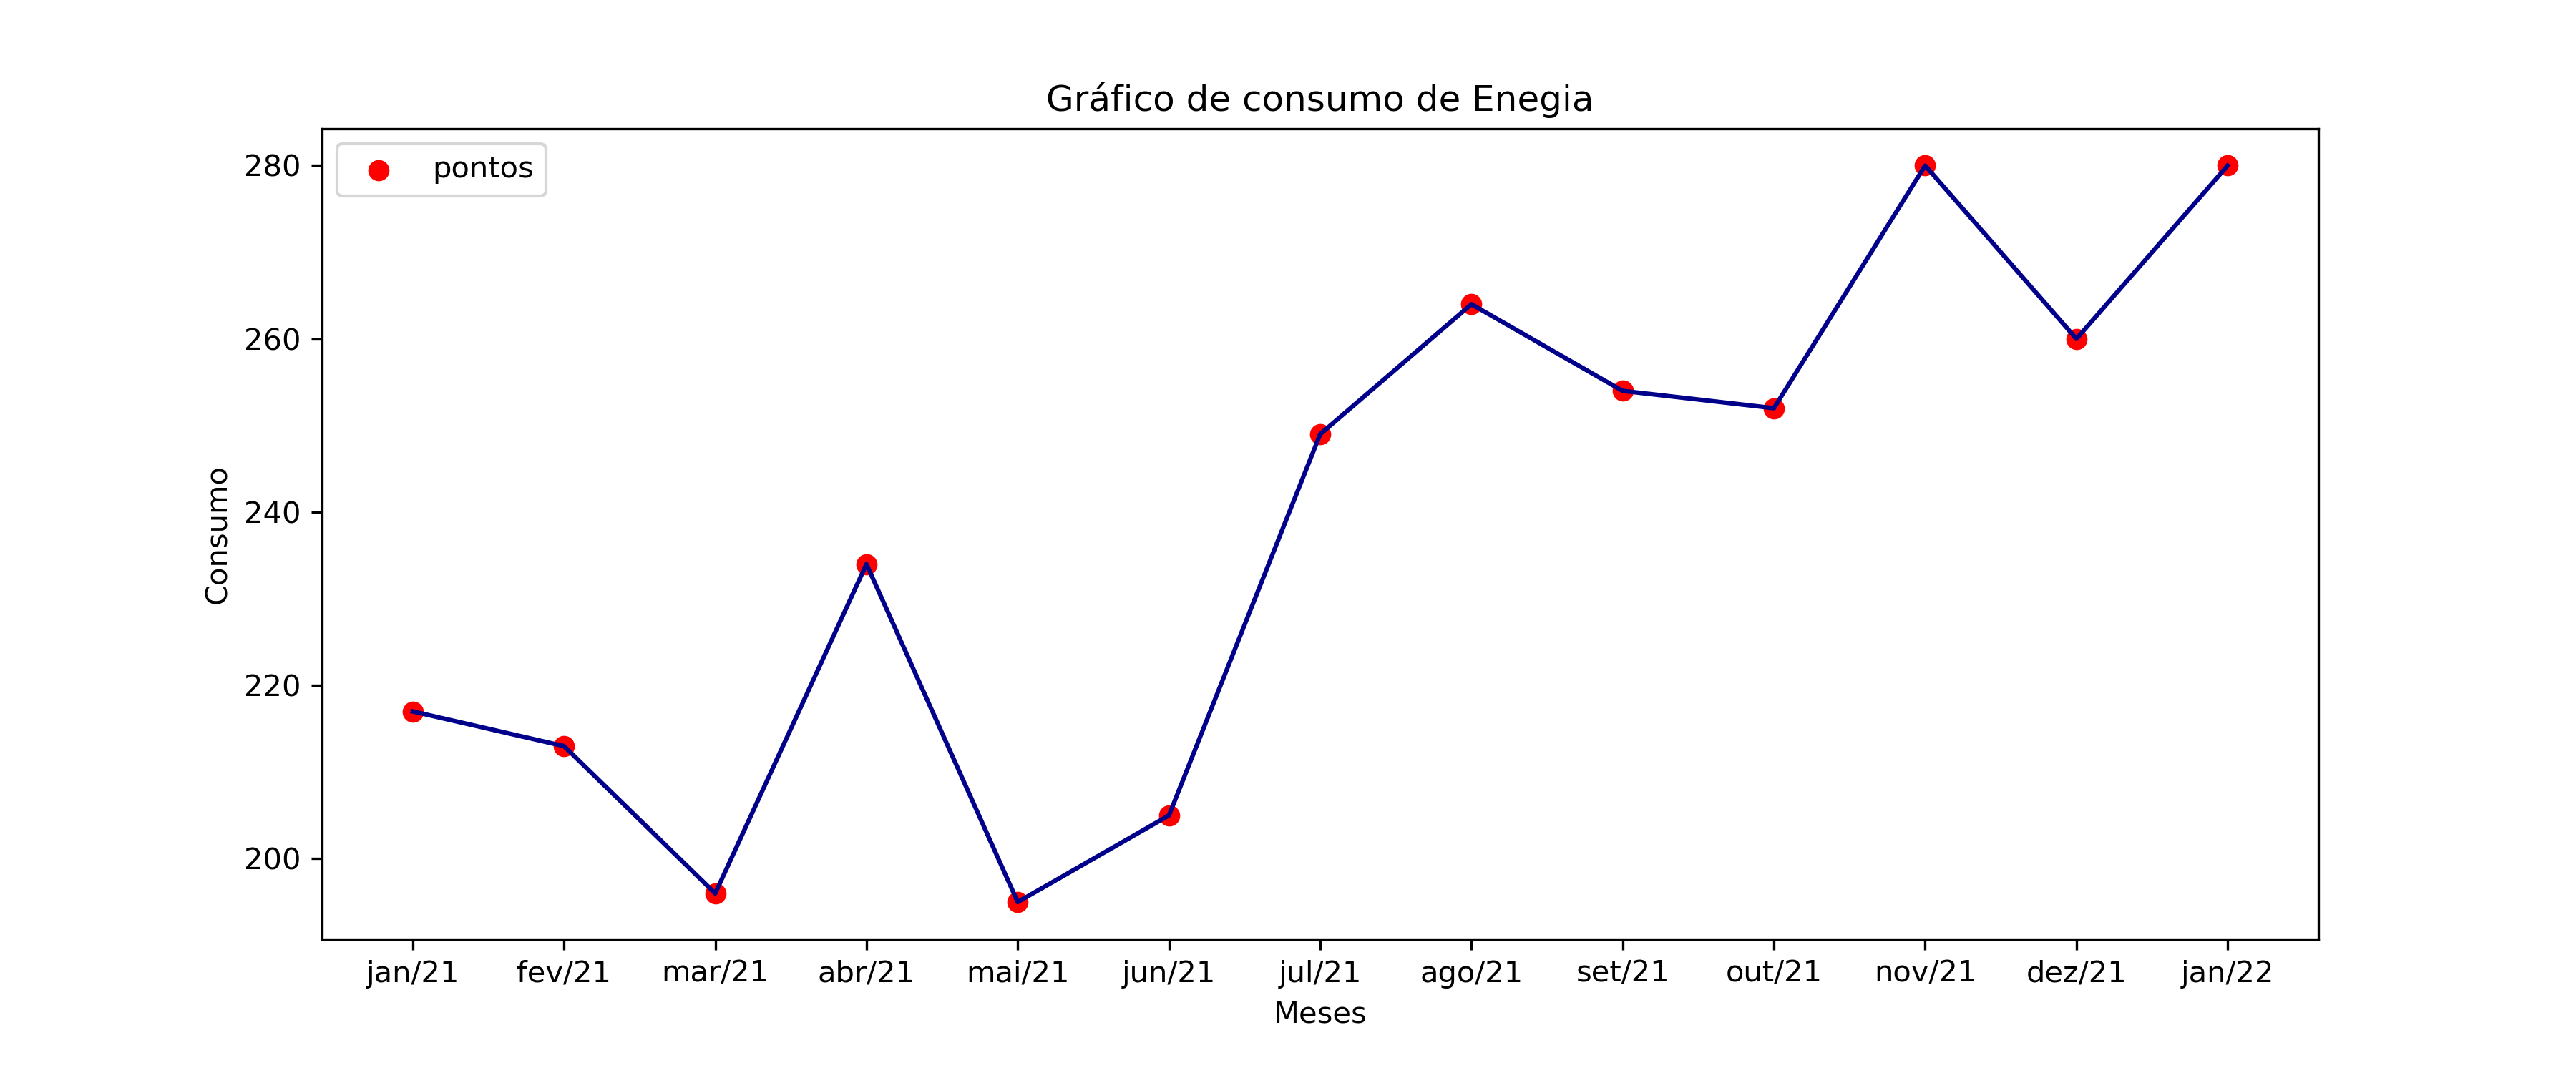 Gráfico de consumo de Enegia
pontos
280
260
240
220
200
Consumo
jan/21 fev/21 mar/21 abr/21 mai/21 jun/21 jul/21 ago/21 set/21 out/21 nov/21 dez/21 jan/22
Meses